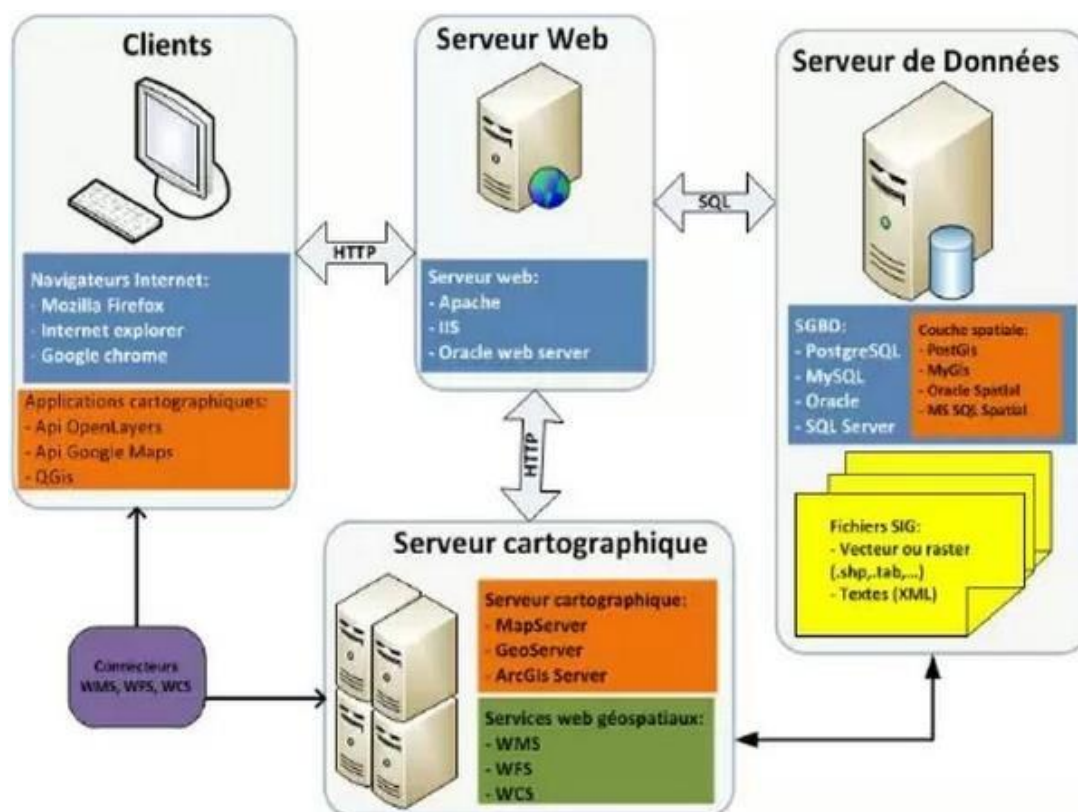 Clients
Navigateurs Internet:
- Mozilla Firefox
- Internet explorer
- Google chrome
Applications cartographiques:
- Api OpenLayers
- Api Google Maps
- QGis
HTTP
Serveur Web
Serveur web:
- Apache
- IIS
- Oracle web server
SQL
Serveur de Données
SGBD:
- PostgreSQL
- MySQL
- Oracle
- SQL Server
Couche spatiale:
- PostGis
- MyGis
- Oracle Spatial
- MS SQL Spatial
Fichiers SIG:
- Vecteur ou raster
(.shp,.tab,...)
- Textes (XML)
HTTP
Serveur cartographique
Serveur cartographique:
- MapServer
- GeoServer
- ArcGis Server
Services web géospatiaux:
- WMS
- WFS
- WCS
Connecteurs
WMS, WFS, WCS